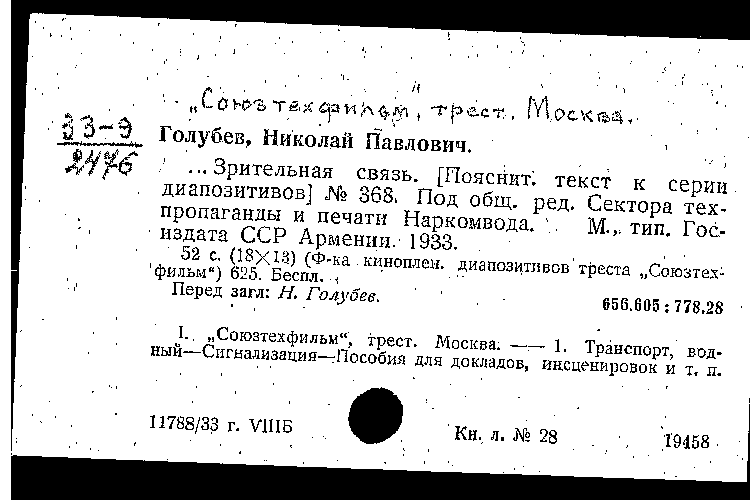 „Союзтехфильм", трест. Москва.
33-Э
2476
Голубев, Николай Павлович.
...Зрительная связь. [Пояснит. текст к серии
диапозитивов] № 368. Под общ. ред. Сектора тех-
пропаганды и печати Наркомвода. М., тип. Гос-
издата ССР Армении. 1933.
52 с. (18×13) (Ф-ка кинопле́н. диапозитивов треста „Союзтех-
фильм“) 625. Беспл.
Перед загл: Н. Голубев.
656.605 : 778.28
I. „Союзтехфильм“, трест. Москва. —— 1. Транспорт, вод-
ный—Сигнализация—Пособия для докладов, инсценировок и т. п.
11788/33 г. VIIIБ
Кн. л. № 28
19458